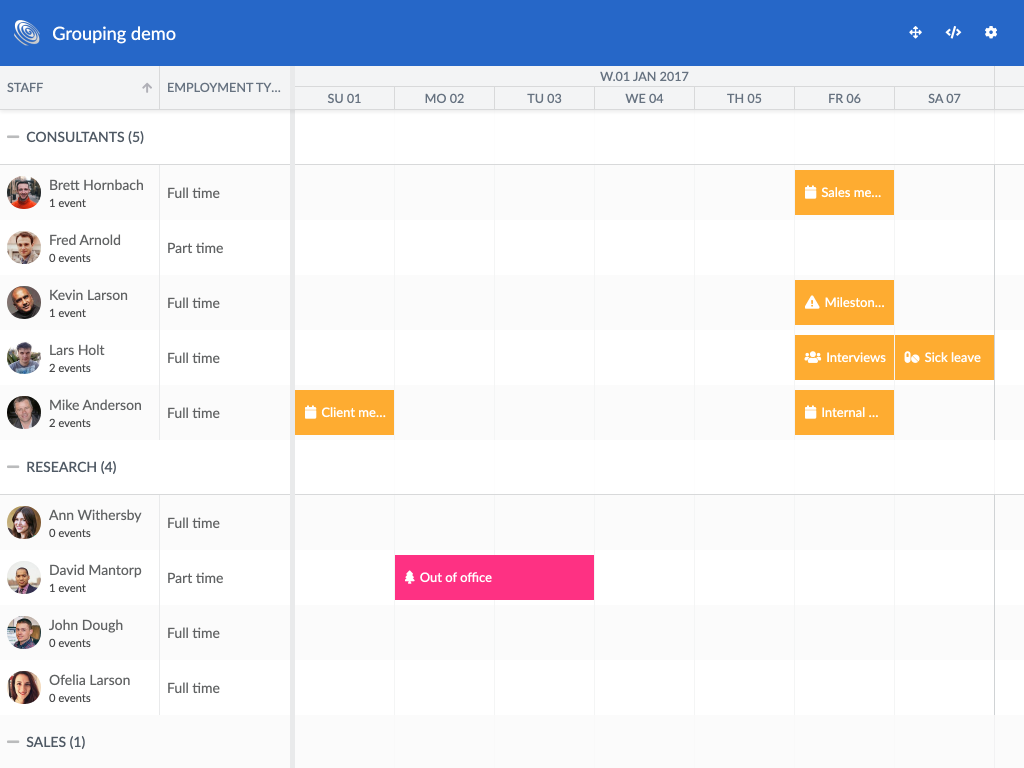 Grouping demo
STAFF
EMPLOYMENT TY...
W.01 JAN 2017
SU 01
MO 02
TU 03
WE 04
TH 05
FR 06
SA 07
CONSULTANTS (5)
Brett Hornbach
1 event
Full time
Sales me...
Fred Arnold
0 events
Part time
Kevin Larson
1 event
Full time
Mileston...
Lars Holt
2 events
Full time
Interviews
Sick leave
Mike Anderson
2 events
Full time
Client me...
Internal ...
RESEARCH (4)
Ann Withersby
0 events
Full time
David Mantorp
1 event
Part time
Out of office
John Dough
0 events
Full time
Ofelia Larson
0 events
Full time
SALES (1)